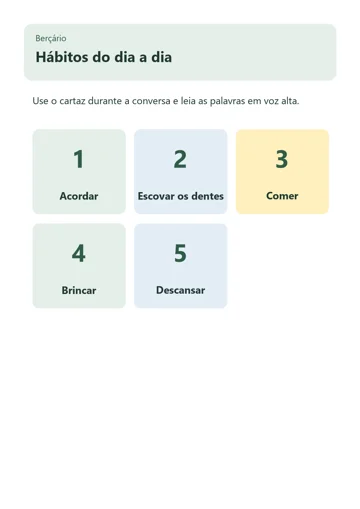 Berçário
Hábitos do dia a dia
Use o cartaz durante a conversa e leia as palavras em voz alta.
1
Acordar
2
Escovar os dentes
3
Comer
4
Brincar
5
Descansar